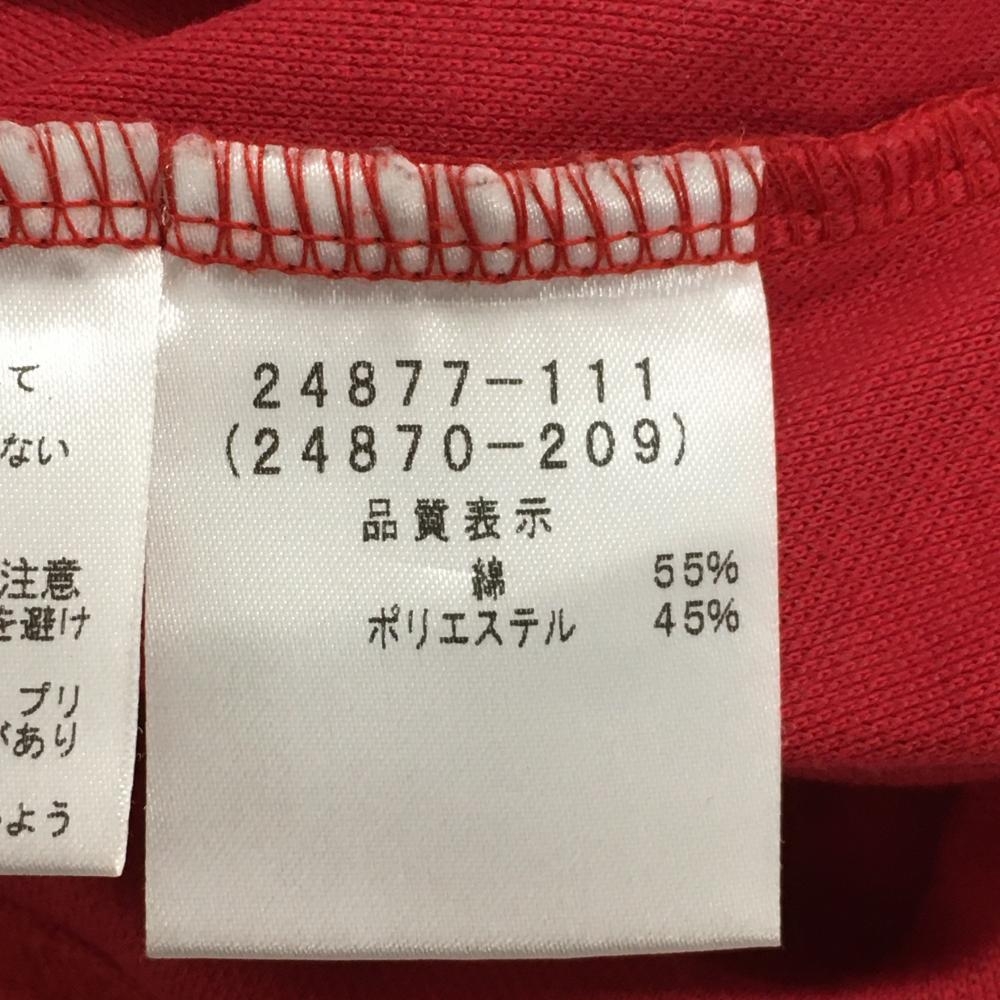 て
ない
注意
を避け
プリ
があり
よう
24877-111
(24870-209)
品質表示
綿 55%
ポリエステル 45%